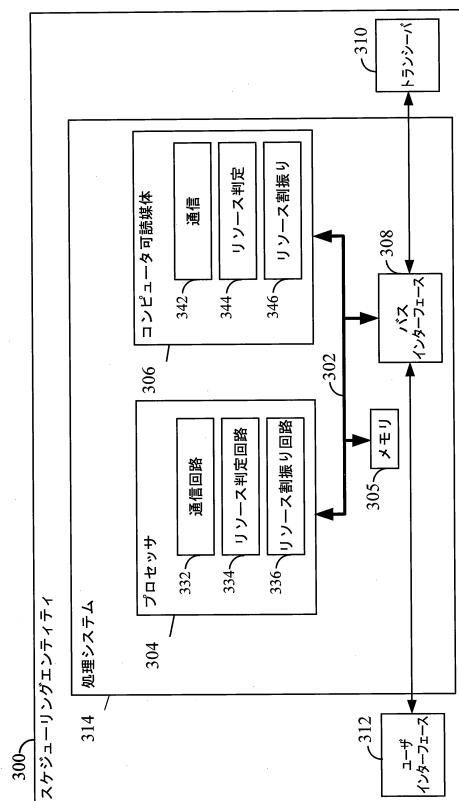 300
スケジューリングエンティティ
処理システム
314
プロセッサ
304
通信回路
332
リソース判定回路
334
リソース割振り回路
336
コンピュータ可読媒体
306
通信
342
リソース判定
344
リソース割振り
346
302
メモリ
305
バス
インターフェース
308
トランシーバ
310
ユーザ
インターフェース
312